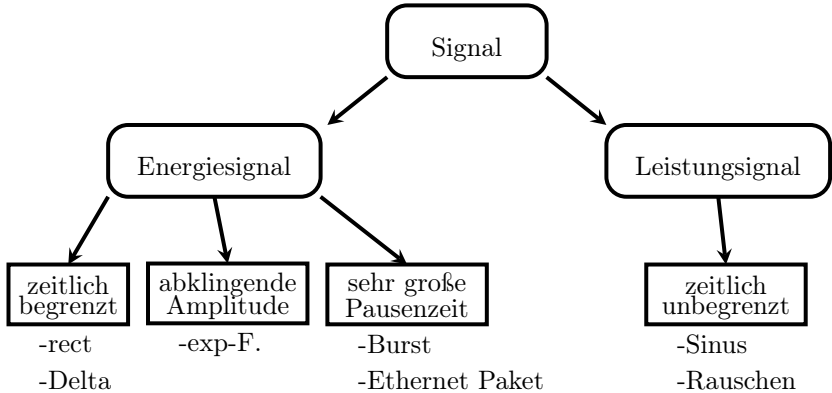 Signal
Energiesignal
Leistungsignal
zeitlich
begrenzt
-rect
-Delta
abklingende
Amplitude
-exp-F.
sehr große
Pausenzeit
-Burst
-Ethernet Paket
zeitlich
unbegrenzt
-Sinus
-Rauschen